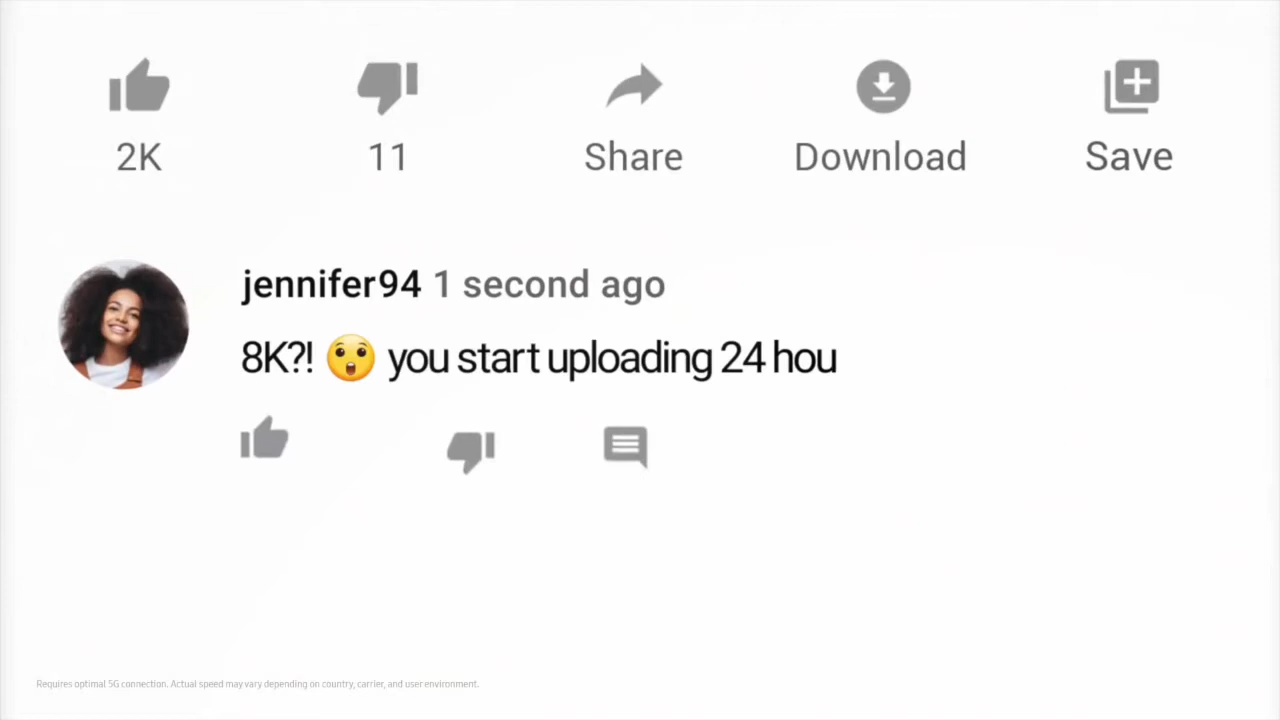 2K 11 Share Download Save
jennifer94 1 second ago
8K?! 😮 you start uploading 24 hou
Requires optimal 5G connection. Actual speed may vary depending on country, carrier, and user environment.